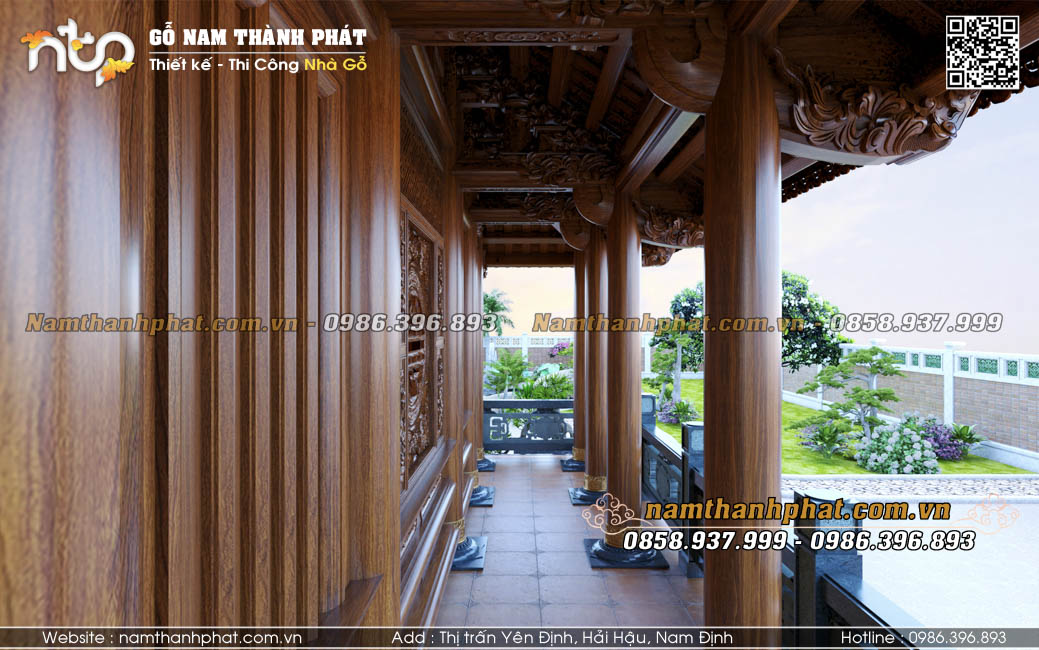 ntp
GỖ NAM THÀNH PHÁT
Thiết kế - Thi Công Nhà Gỗ
Namthanhphat.com.vn - 0986.396.893
Namthanhphat.com.vn - 0858.937.999
namthanhphat.com.vn
0858.937.999 - 0986.396.893
Website : namthanhphat.com.vn
Add : Thị trấn Yên Định, Hải Hậu, Nam Định
Hotline : 0986.396.893